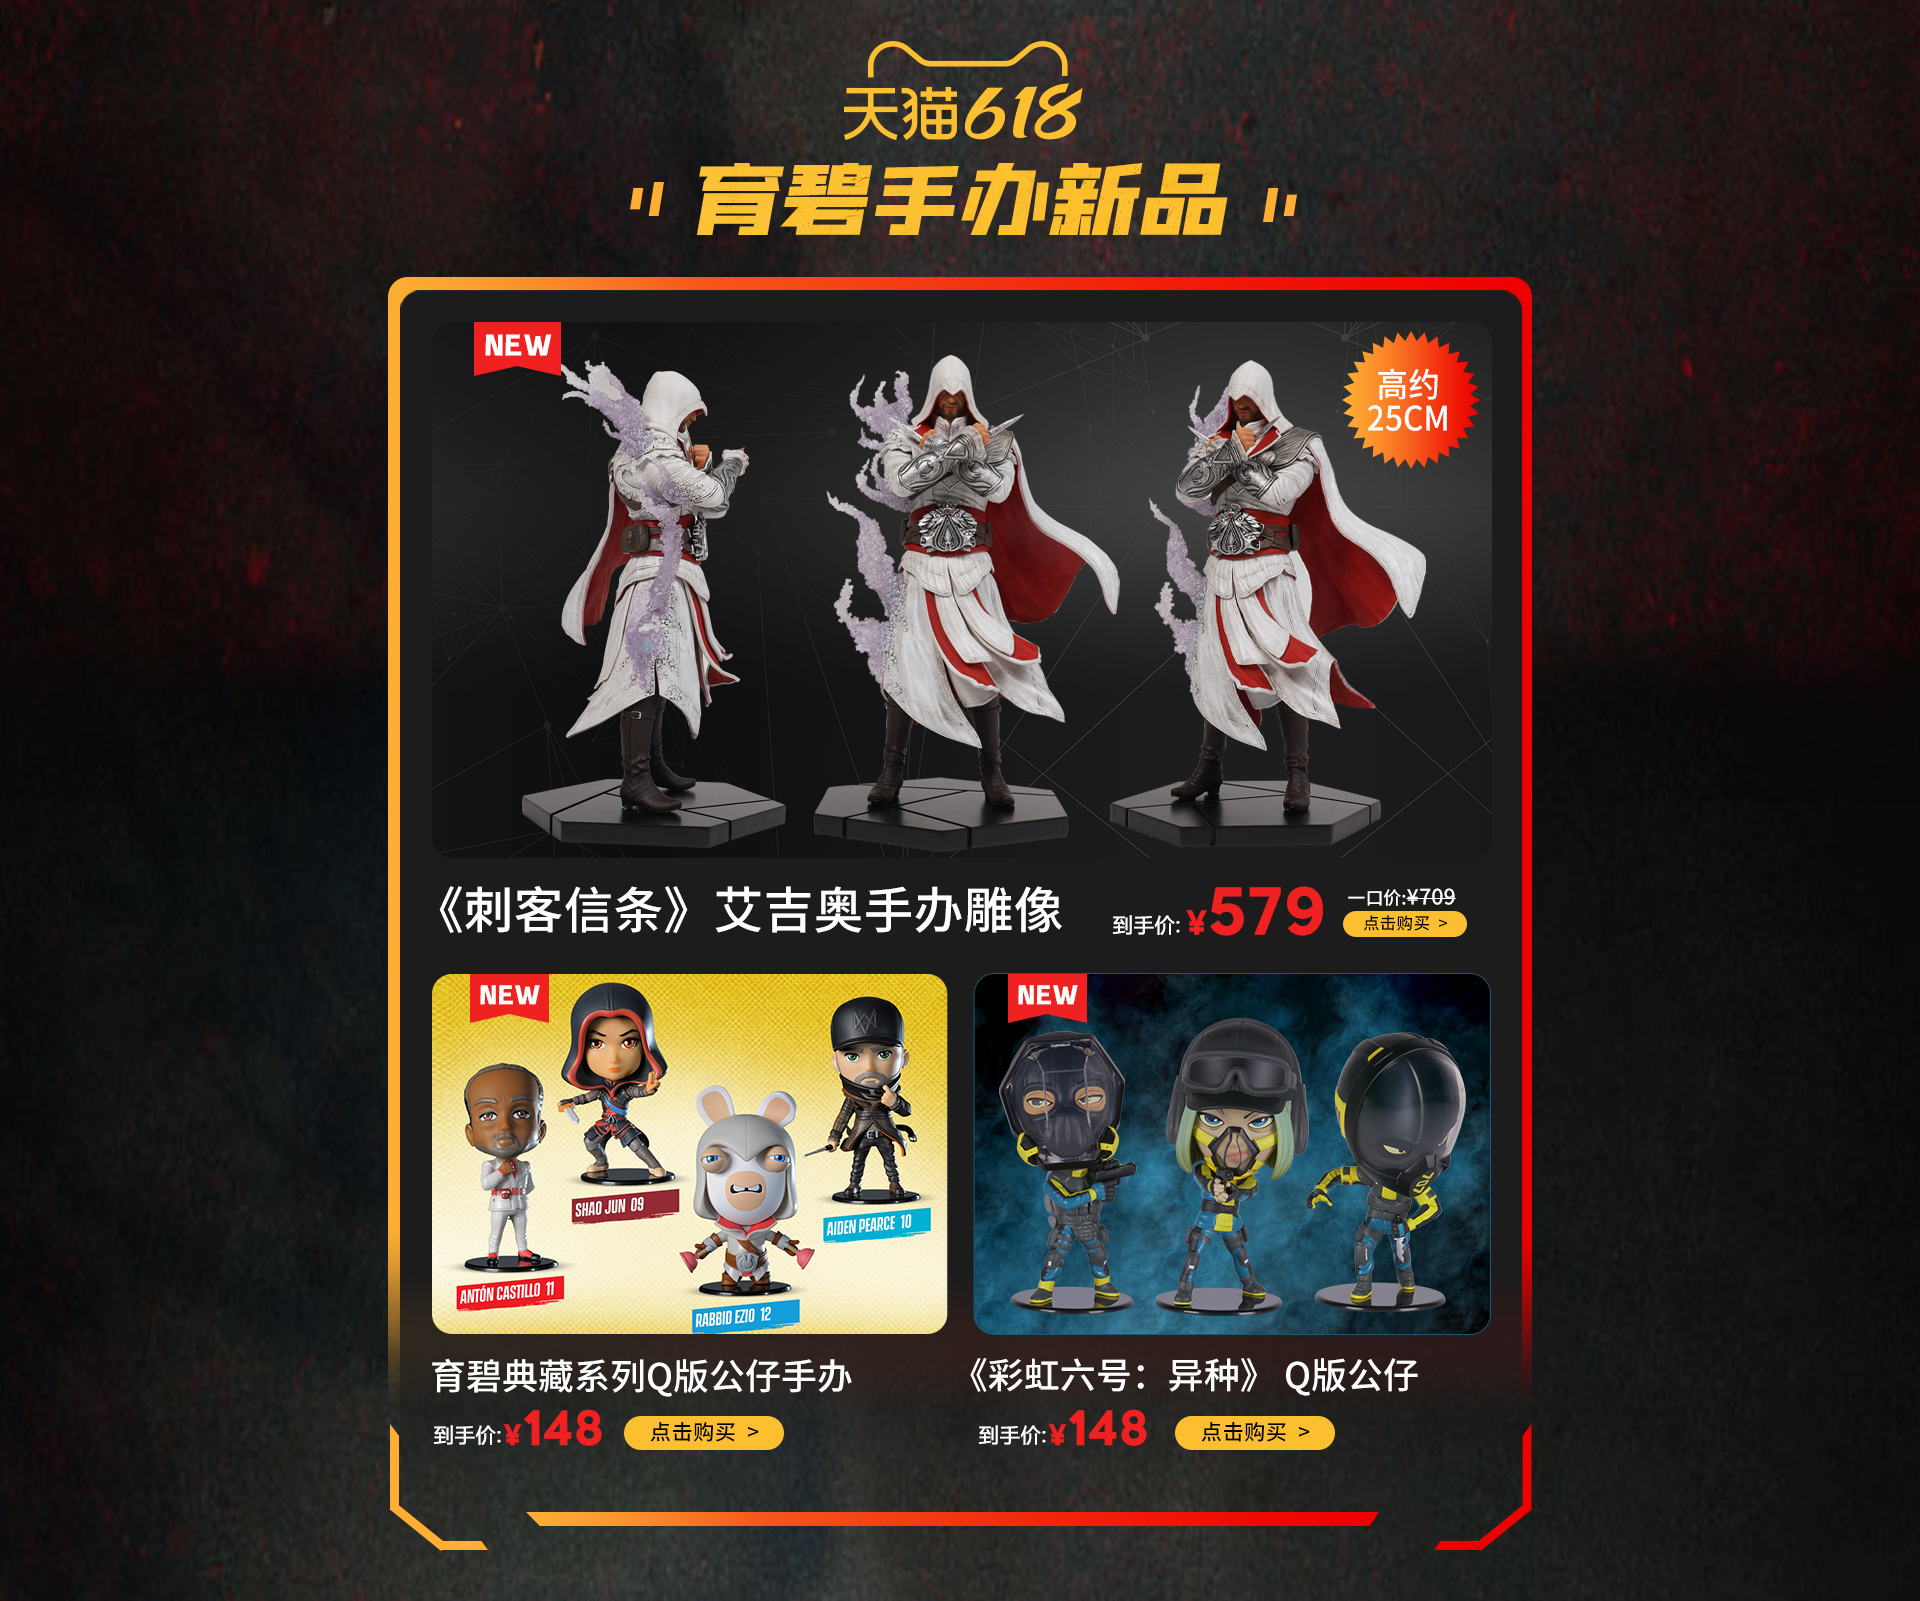 天猫618
育碧手办新品
NEW
高约
25CM
《刺客信条》艾吉奥手办雕像
到手价: ¥579
一口价:¥709
点击购买 >
NEW
SHAO JUN 09
AIDEN PEARCE 10
ANTÓN CASTILLO 11
RABBID EZIO 12
育碧典藏系列Q版公仔手办
到手价:¥148
点击购买 >
NEW
《彩虹六号：异种》 Q版公仔
到手价:¥148
点击购买 >